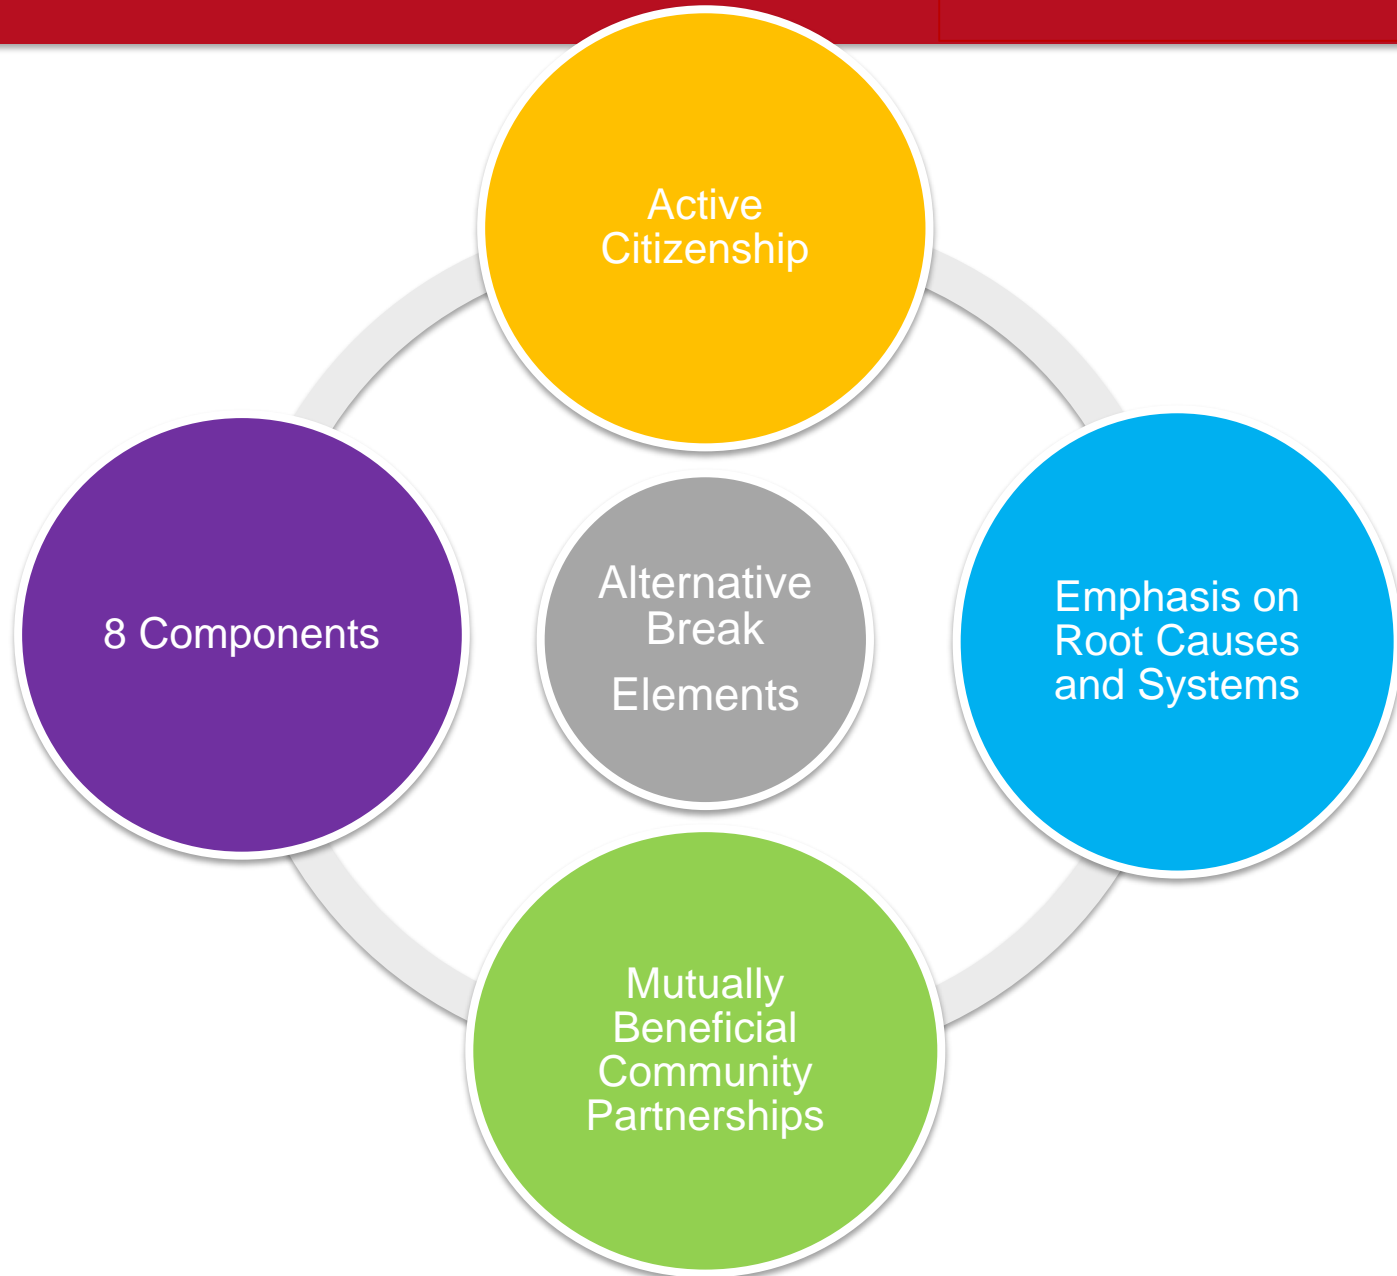 Active
Citizenship
8 Components
Alternative
Break
Elements
Emphasis on
Root Causes
and Systems
Mutually
Beneficial
Community
Partnerships